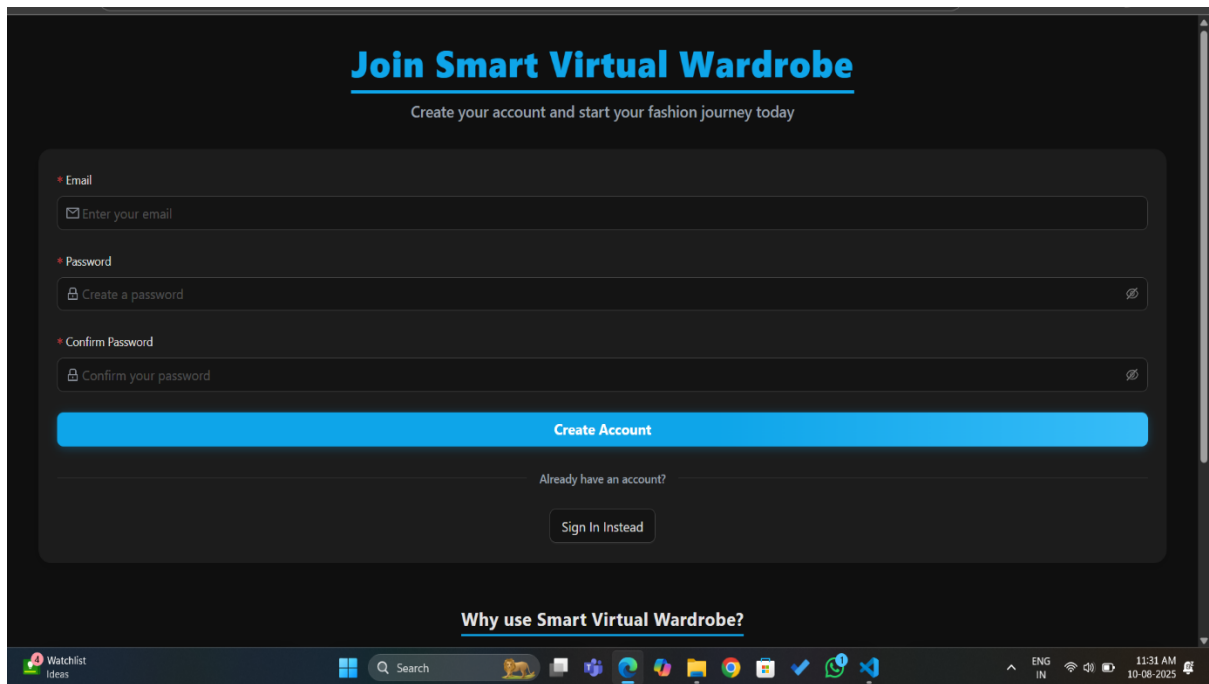 Join Smart Virtual Wardrobe
Create your account and start your fashion journey today
* Email
Enter your email
* Password
Create a password
* Confirm Password
Confirm your password
Create Account
Already have an account?
Sign In Instead
Why use Smart Virtual Wardrobe?
4
Watchlist
Ideas
Search
1
ENG
IN
11:31 AM
10-08-2025